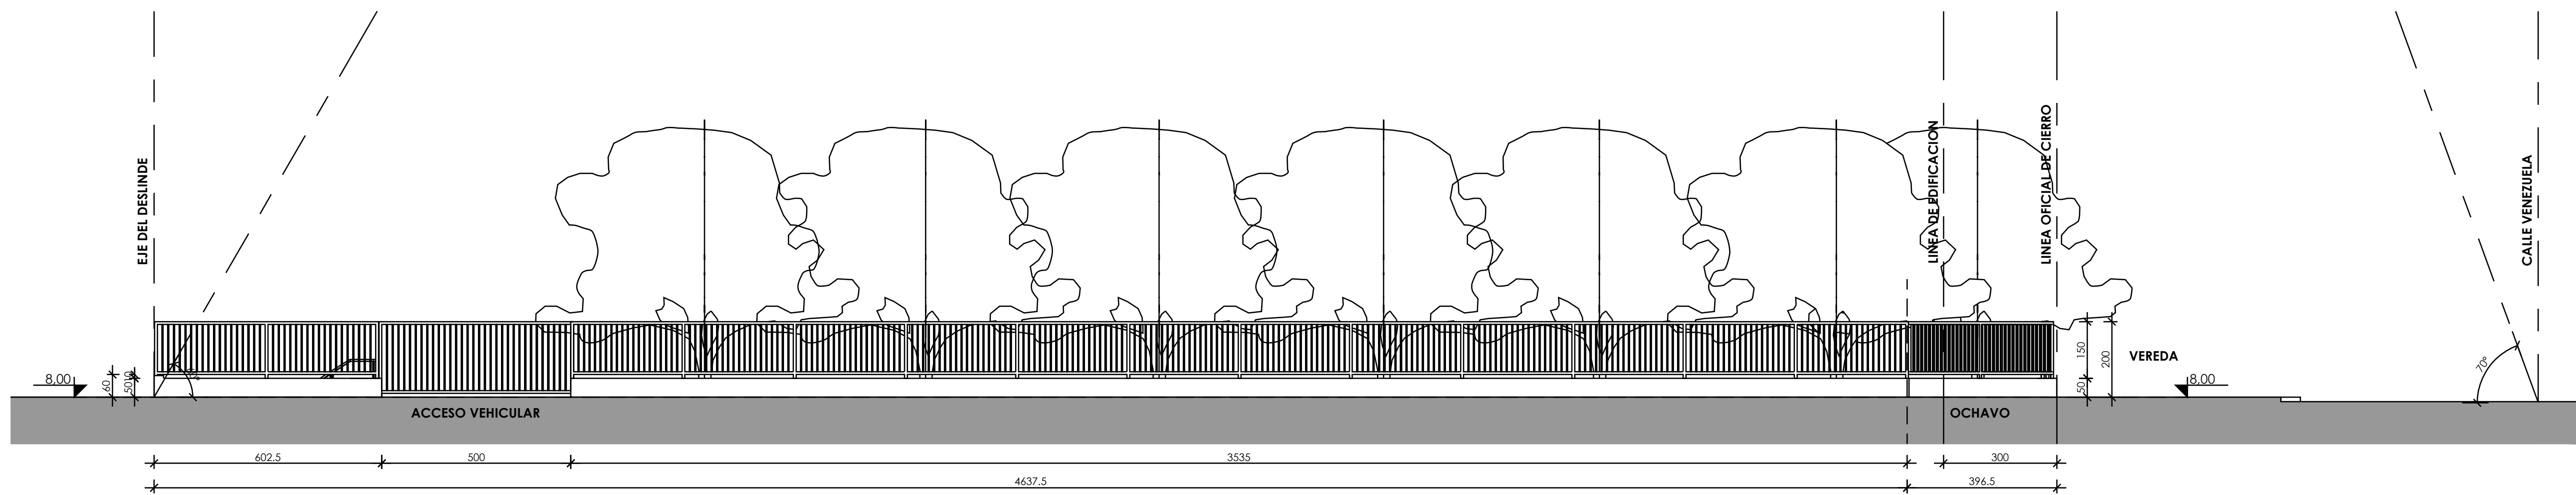 EJE DEL DESLINDE
LINEA DE EDIFICACION
LINEA OFICIAL DE CIERRO
CALLE VENEZUELA
8,00
60
50
10
150
200
50
VEREDA
8,00
70°
ACCESO VEHICULAR
OCHAVO
602.5
500
3535
300
4637.5
396.5